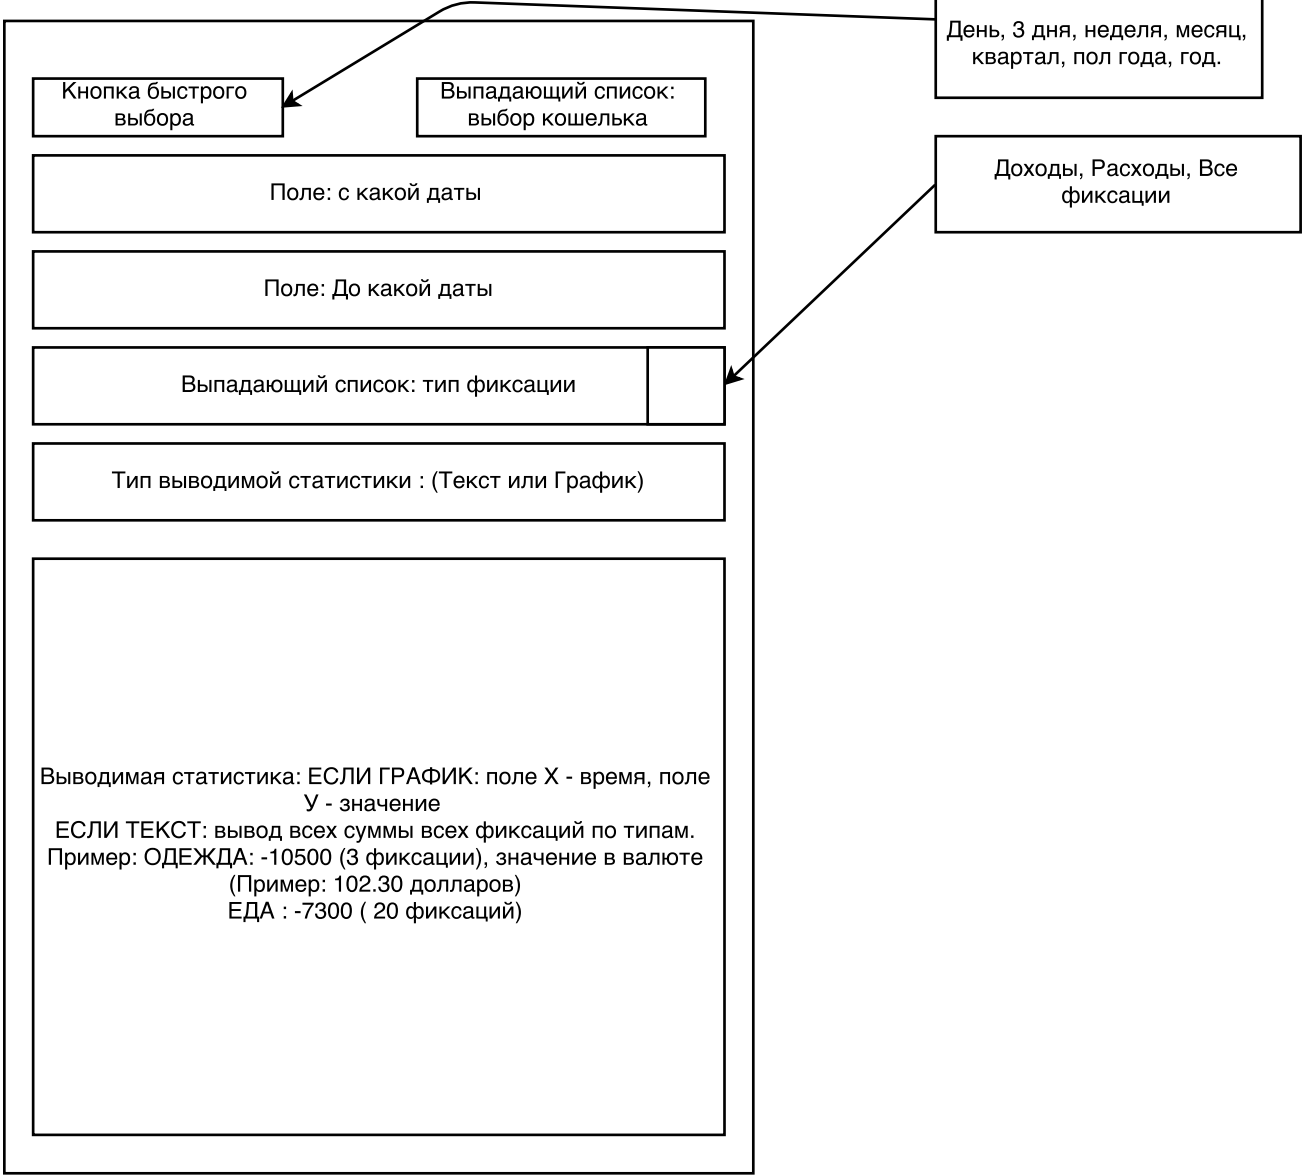 День, 3 дня, неделя, месяц,
квартал, пол года, год.
Кнопка быстрого
выбора
Выпадающий список:
выбор кошелька
Поле: с какой даты
Доходы, Расходы, Все
фиксации
Поле: До какой даты
Выпадающий список: тип фиксации
Тип выводимой статистики : (Текст или График)
Выводимая статистика: ЕСЛИ ГРАФИК: поле Х - время, поле
У - значение
ЕСЛИ ТЕКСТ: вывод всех суммы всех фиксаций по типам.
Пример: ОДЕЖДА: -10500 (3 фиксации), значение в валюте
(Пример: 102.30 долларов)
ЕДА : -7300 ( 20 фиксаций)